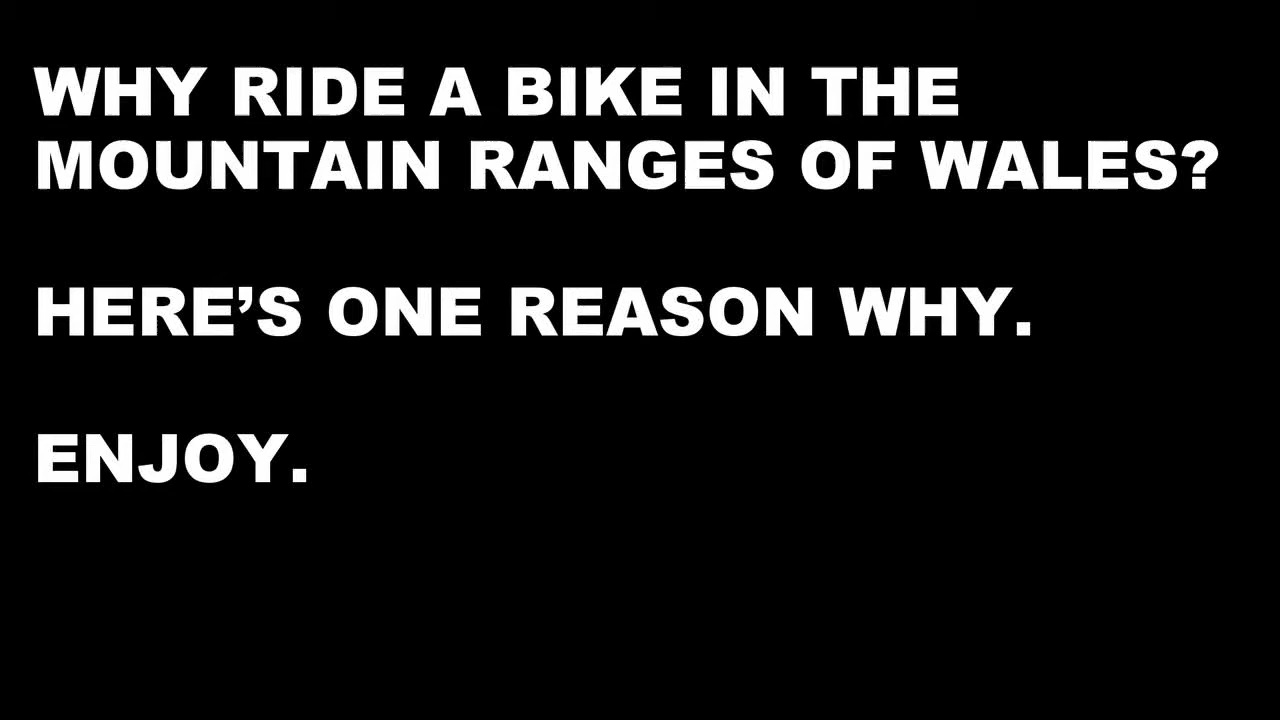 WHY RIDE A BIKE IN THE
MOUNTAIN RANGES OF WALES?
HERE’S ONE REASON WHY.
ENJOY.